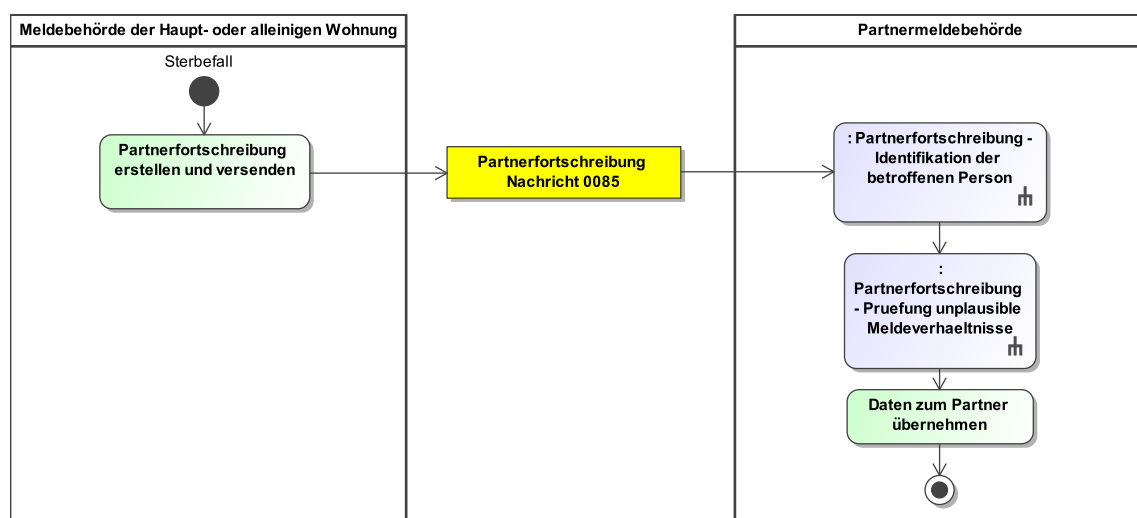 Meldebehörde der Haupt- oder alleinigen Wohnung
Sterbefall
Partnerfortschreibung
erstellen und versenden
Partnerfortschreibung
Nachricht 0085
Partnermeldebehörde
: Partnerfortschreibung -
Identifikation der
betroffenen Person
:
Partnerfortschreibung
- Pruefung unplausible
Meldeverhaeltnisse
Daten zum Partner
übernehmen